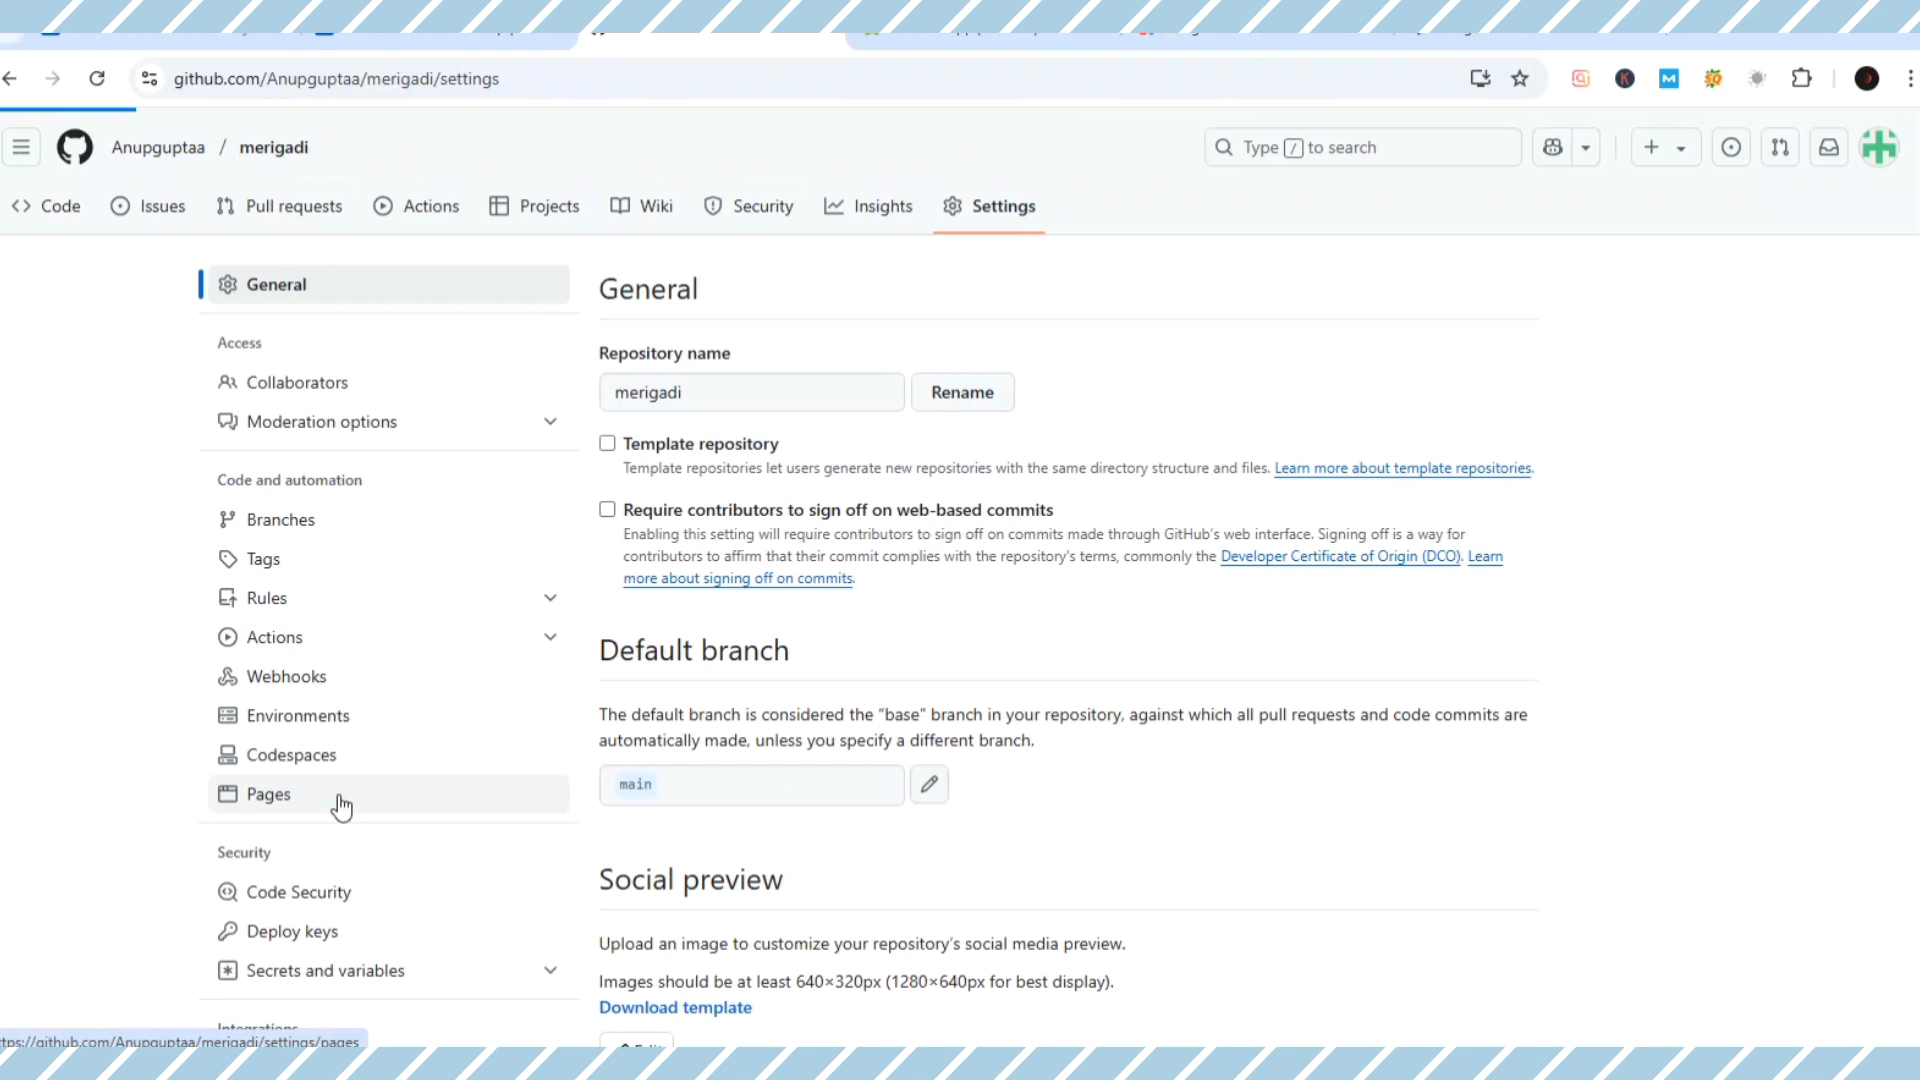 github.com/Anupguptaa/merigadi/settings
Anupguptaa / merigadi
Type / to search
Code Issues Pull requests Actions Projects Wiki Security Insights Settings
General
Access
Collaborators
Moderation options
Code and automation
Branches
Tags
Rules
Actions
Webhooks
Environments
Codespaces
Pages
Security
Code Security
Deploy keys
Secrets and variables
Integrations
ttps://github.com/Anupguptaa/merigadi/settings/pages
General
Repository name
merigadi Rename
Template repository
Template repositories let users generate new repositories with the same directory structure and files. Learn more about template repositories.
Require contributors to sign off on web-based commits
Enabling this setting will require contributors to sign off on commits made through GitHub's web interface. Signing off is a way for
contributors to affirm that their commit complies with the repository's terms, commonly the Developer Certificate of Origin (DCO). Learn
more about signing off on commits.
Default branch
The default branch is considered the “base” branch in your repository, against which all pull requests and code commits are
automatically made, unless you specify a different branch.
main
Social preview
Upload an image to customize your repository's social media preview.
Images should be at least 640×320px (1280×640px for best display).
Download template